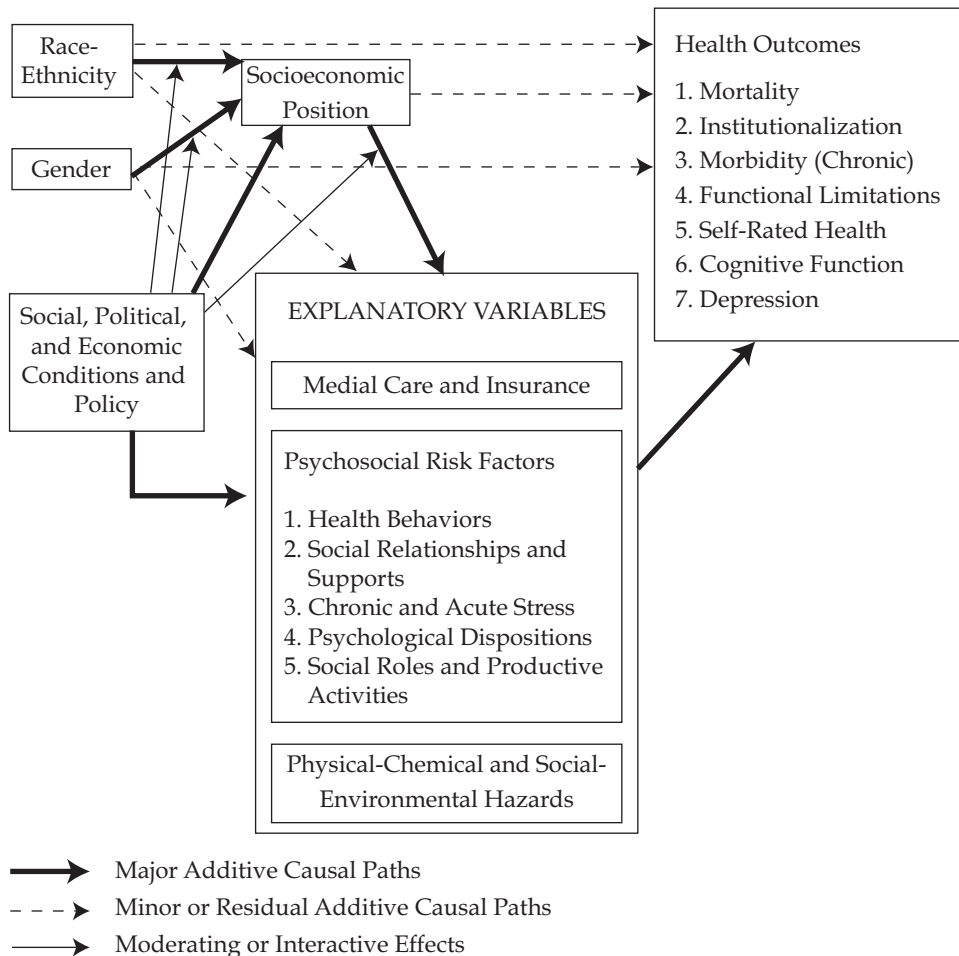 Race-
Ethnicity
Socioeconomic
Position
Gender
Health Outcomes
1. Mortality
2. Institutionalization
3. Morbidity (Chronic)
4. Functional Limitations
5. Self-Rated Health
6. Cognitive Function
7. Depression
Social, Political,
and Economic
Conditions and
Policy
EXPLANATORY VARIABLES
Medial Care and Insurance
Psychosocial Risk Factors
1. Health Behaviors
2. Social Relationships and
Supports
3. Chronic and Acute Stress
4. Psychological Dispositions
5. Social Roles and Productive
Activities
Physical-Chemical and Social-
Environmental Hazards
Major Additive Causal Paths
Minor or Residual Additive Causal Paths
Moderating or Interactive Effects